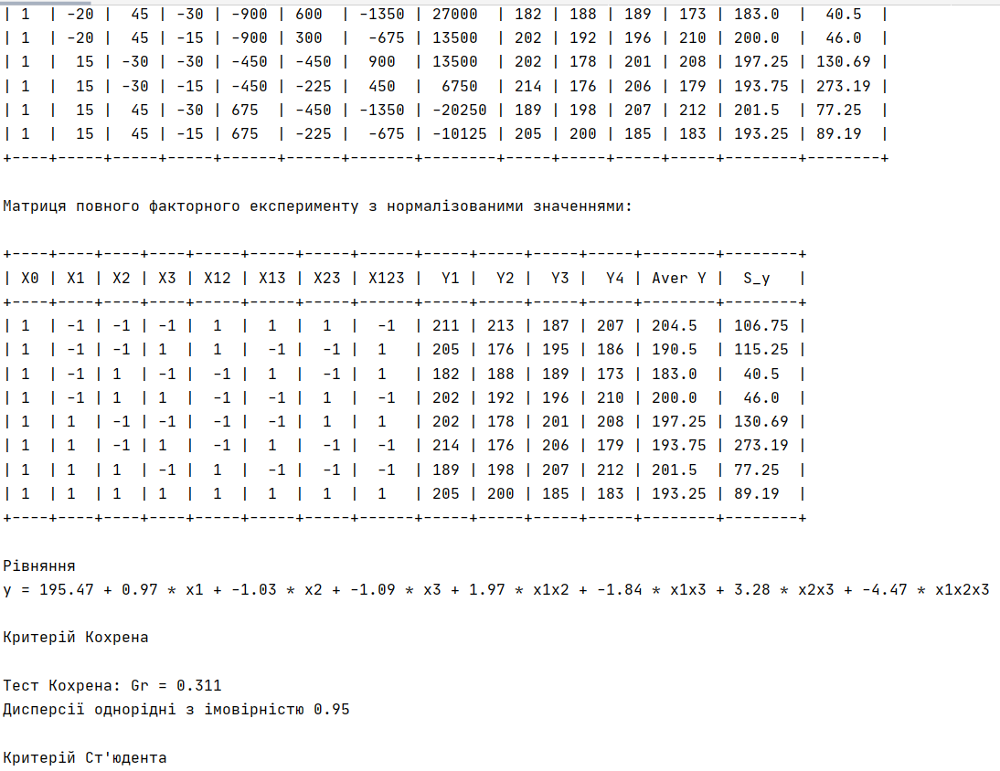 | 1  | -20 |  45 | -30 | -900 | 600  | -1350 | 27000  | 182 | 188 | 189 | 173 | 183.0  |  40.5  |
| 1  | -20 |  45 | -15 | -900 | 300  |  -675 | 13500  | 202 | 192 | 196 | 210 | 200.0  |  46.0  |
| 1  |  15 | -30 | -30 | -450 | -450 |  900  | 13500  | 202 | 178 | 201 | 208 | 197.25 | 130.69 |
| 1  |  15 | -30 | -15 | -450 | -225 |  450  |  6750  | 214 | 176 | 206 | 179 | 193.75 | 273.19 |
| 1  |  15 |  45 | -30 | 675  | -450 | -1350 | -20250 | 189 | 198 | 207 | 212 | 201.5  | 77.25  |
| 1  |  15 |  45 | -15 | 675  | -225 |  -675 | -10125 | 205 | 200 | 185 | 183 | 193.25 | 89.19  |
+----+-----+-----+-----+------+------+-------+--------+-----+-----+-----+-----+--------+--------+
Матриця повного факторного експерименту з нормалізованими значеннями:
+----+----+----+----+-----+-----+-----+------+-----+-----+-----+-----+--------+--------+
| X0 | X1 | X2 | X3 | X12 | X13 | X23 | X123 |  Y1 |  Y2 |  Y3 |  Y4 | Aver Y |  S_y   |
+----+----+----+----+-----+-----+-----+------+-----+-----+-----+-----+--------+--------+
| 1  | -1 | -1 | -1 |  1  |  1  |  1  |  -1  | 211 | 213 | 187 | 207 | 204.5  | 106.75 |
| 1  | -1 | -1 | 1  |  1  |  -1 |  -1 |  1   | 205 | 176 | 195 | 186 | 190.5  | 115.25 |
| 1  | -1 | 1  | -1 |  -1 |  1  |  -1 |  1   | 182 | 188 | 189 | 173 | 183.0  |  40.5  |
| 1  | -1 | 1  | 1  |  -1 |  -1 |  1  |  -1  | 202 | 192 | 196 | 210 | 200.0  |  46.0  |
| 1  | 1  | -1 | -1 |  -1 |  -1 |  1  |  1   | 202 | 178 | 201 | 208 | 197.25 | 130.69 |
| 1  | 1  | -1 | 1  |  -1 |  1  |  -1 |  -1  | 214 | 176 | 206 | 179 | 193.75 | 273.19 |
| 1  | 1  | 1  | -1 |  1  |  -1 |  -1 |  -1  | 189 | 198 | 207 | 212 | 201.5  | 77.25  |
| 1  | 1  | 1  | 1  |  1  |  1  |  1  |  1   | 205 | 200 | 185 | 183 | 193.25 | 89.19  |
+----+----+----+----+-----+-----+-----+------+-----+-----+-----+-----+--------+--------+
Рівняння
y = 195.47 + 0.97 * x1 + -1.03 * x2 + -1.09 * x3 + 1.97 * x1x2 + -1.84 * x1x3 + 3.28 * x2x3 + -4.47 * x1x2x3
Критерій Кохрена
Тест Кохрена: Gr = 0.311
Дисперсії однорідні з імовірністю 0.95
Критерій Ст'юдента